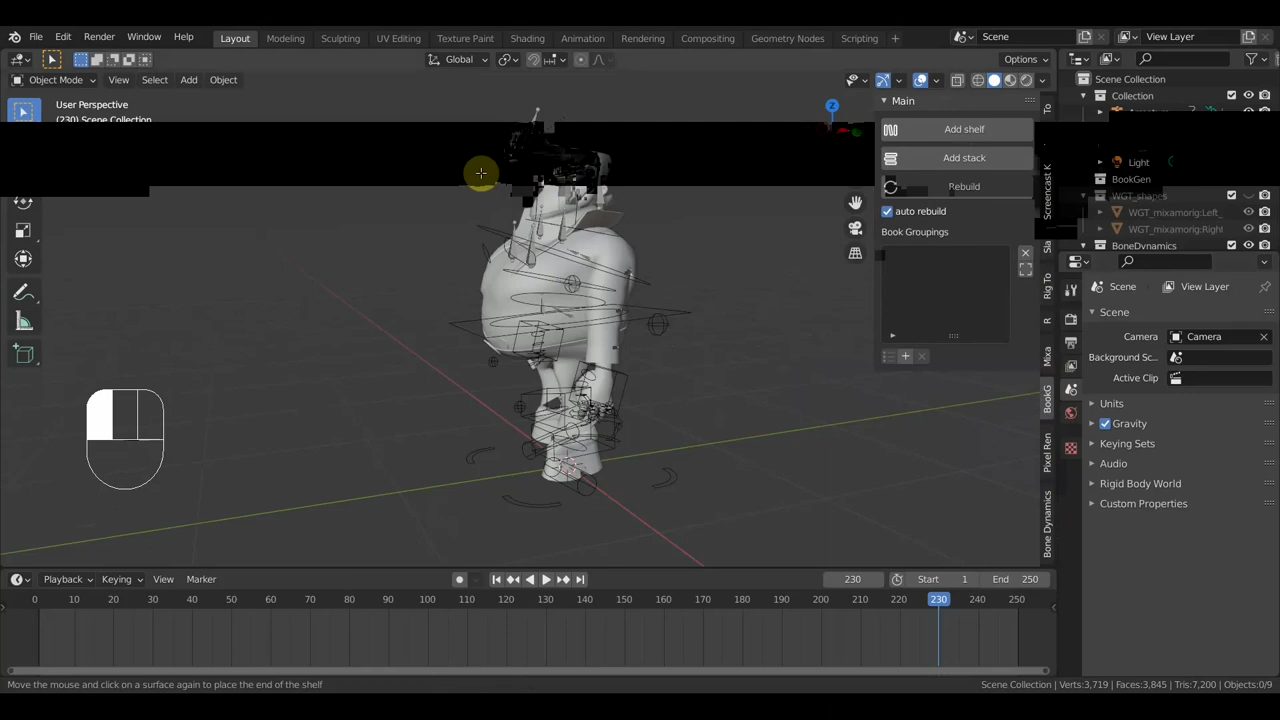 File Edit Render Window Help Layout Modeling Sculpting UV Editing Texture Paint Shading Animation Rendering Compositing Geometry Nodes Scripting + Scene View Layer
Global Options
Object Mode View Select Add Object
Scene Collection
User Perspective
(230) Scene Collection
Z
Main
Collection
To
Add shelf
Add stack
Light
Rebuild
BookGen
Screencast K
WGT_shapes
auto rebuild
WGT_mixamorig:Left_
Book Groupings
WGT_mixamorig:Right
BoneDynamics
Rig To
Scene View Layer
R
Scene
Mixa
Camera Camera
Background Sc...
Active Clip
BookG
Units
Gravity
Keying Sets
Pixel Ren
Audio
Rigid Body World
Custom Properties
Bone Dynamics
Playback Keying View Marker 230 Start 1 End 250
0 10 20 30 40 50 60 70 80 90 100 110 120 130 140 150 160 170 180 190 200 210 220 230 240 250
Move the mouse and click on a surface again to place the end of the shelf
Scene Collection | Verts:3,719 | Faces:3,845 | Tris:7,200 | Objects:0/9